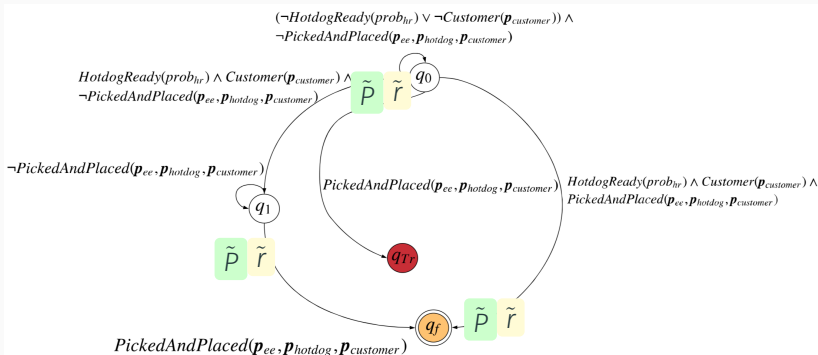 (¬HotdogReady(prob_hr) ∨ ¬Customer(p_customer)) ∧
¬PickedAndPlaced(p_ee, p_hotdog, p_customer)
q_0
HotdogReady(prob_hr) ∧ Customer(p_customer) ∧
¬PickedAndPlaced(p_ee, p_hotdog, p_customer)
P̃ r̃
¬PickedAndPlaced(p_ee, p_hotdog, p_customer)
PickedAndPlaced(p_ee, p_hotdog, p_customer)
HotdogReady(prob_hr) ∧ Customer(p_customer) ∧
PickedAndPlaced(p_ee, p_hotdog, p_customer)
q_1
P̃ r̃
q_Tr
q_f
P̃ r̃
PickedAndPlaced(p_ee, p_hotdog, p_customer)